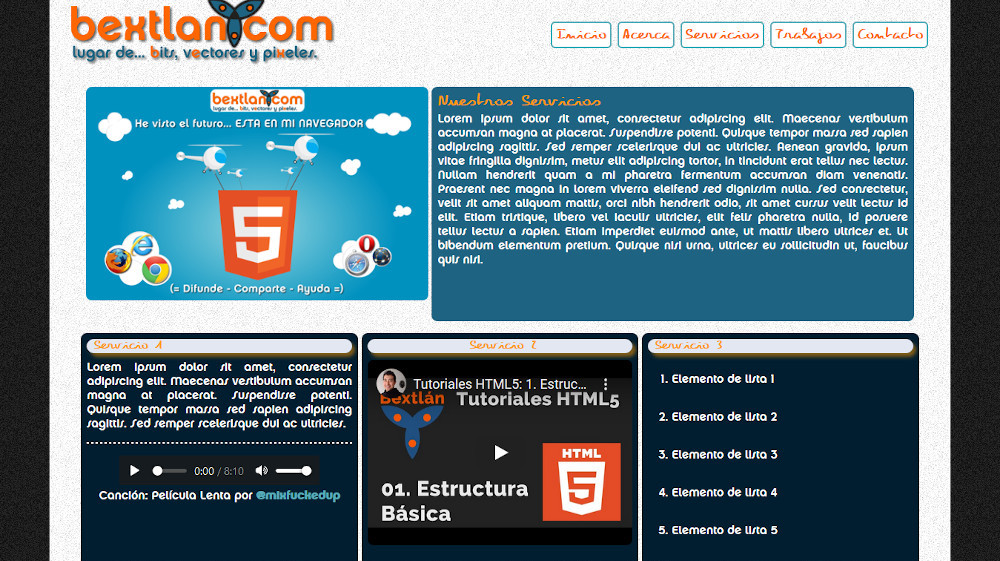 bextlan.com
lugar de... bits, vectores y pixeles.
Inicio
Acerca
Servicios
Trabajos
Contacto
bextlan.com
lugar de... bits, vectores y pixeles.
He visto el futuro... ESTA EN MI NAVEGADOR
5
(= Difunde - Comparte - Ayuda =)
Nuestros Servicios
Lorem ipsum dolor sit amet, consectetur adipiscing elit. Maecenas vestibulum
accumsan magna at placerat. Suspendisse potenti. Quisque tempor massa sed sapien
adipiscing sagittis. Sed semper scelerisque dui ac ultricies. Aenean gravida, ipsum
vitae fringilla dignissim, metus elit adipiscing tortor, in tincidunt erat tellus nec lectus.
Nullam hendrerit quam a mi pharetra fermentum accumsan diam venenatis.
Praesent nec magna in lorem viverra eleifend sed dignissim nulla. Sed consectetur,
velit sit amet aliquam mattis, orci nibh hendrerit odio, sit amet cursus velit lectus id
elit. Etiam tristique, libero vel iaculis ultricies, elit felis pharetra nulla, id posuere
tellus lectus a sapien. Etiam imperdiet euismod ante, ut mattis libero ultrices et. Ut
bibendum elementum pretium. Quisque nisi urna, ultrices eu sollicitudin ut, faucibus
quis nisi.
Servicio 1
Lorem ipsum dolor sit amet, consectetur
adipiscing elit. Maecenas vestibulum accumsan
magna at placerat. Suspendisse potenti.
Quisque tempor massa sed sapien adipiscing
sagittis. Sed semper scelerisque dui ac ultricies.
0:00 / 8:10
Canción: Película Lenta por @mixfuckedup
Servicio 2
Tutoriales HTML5: 1. Estruc...
Bextlán
Tutoriales HTML5
HTML
5
01. Estructura
Básica
Servicio 3
1. Elemento de lista 1
2. Elemento de lista 2
3. Elemento de lista 3
4. Elemento de lista 4
5. Elemento de lista 5